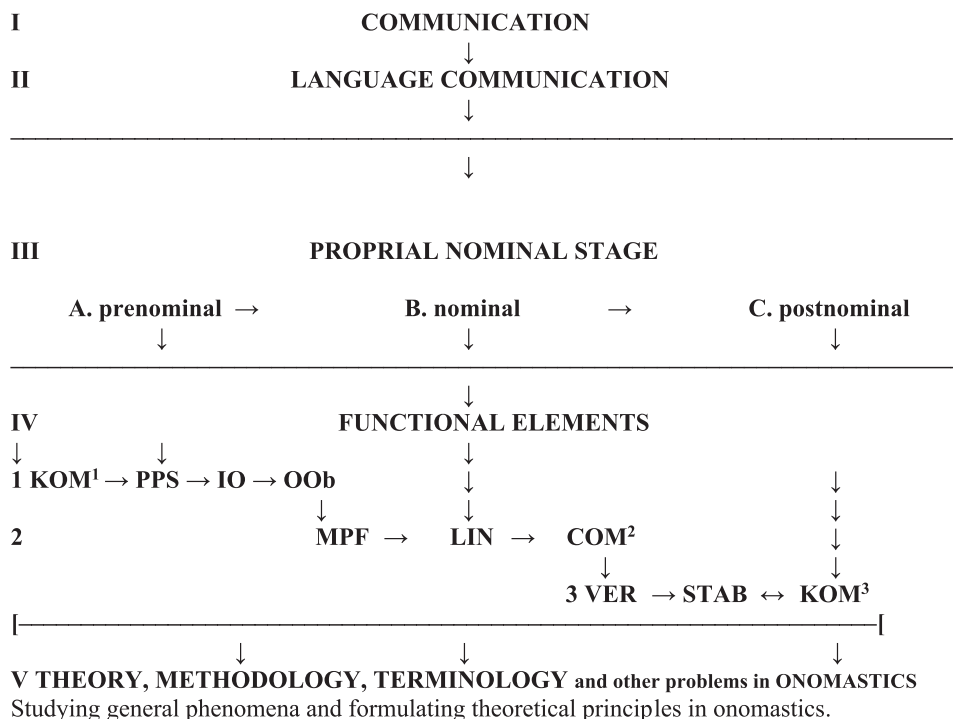 I COMMUNICATION
↓
II LANGUAGE COMMUNICATION
↓
↓
III PROPRIAL NOMINAL STAGE
A. prenominal → B. nominal → C. postnominal
↓ ↓ ↓
↓
IV FUNCTIONAL ELEMENTS
↓ ↓ ↓
1 KOM¹ → PPS → IO → OOb ↓ ↓
↓ ↓ ↓
2 MPF → LIN → COM² ↓
↓ ↓
3 VER → STAB ↔ KOM³
[———[
↓ ↓ ↓
V THEORY, METHODOLOGY, TERMINOLOGY and other problems in ONOMASTICS
Studying general phenomena and formulating theoretical principles in onomastics.